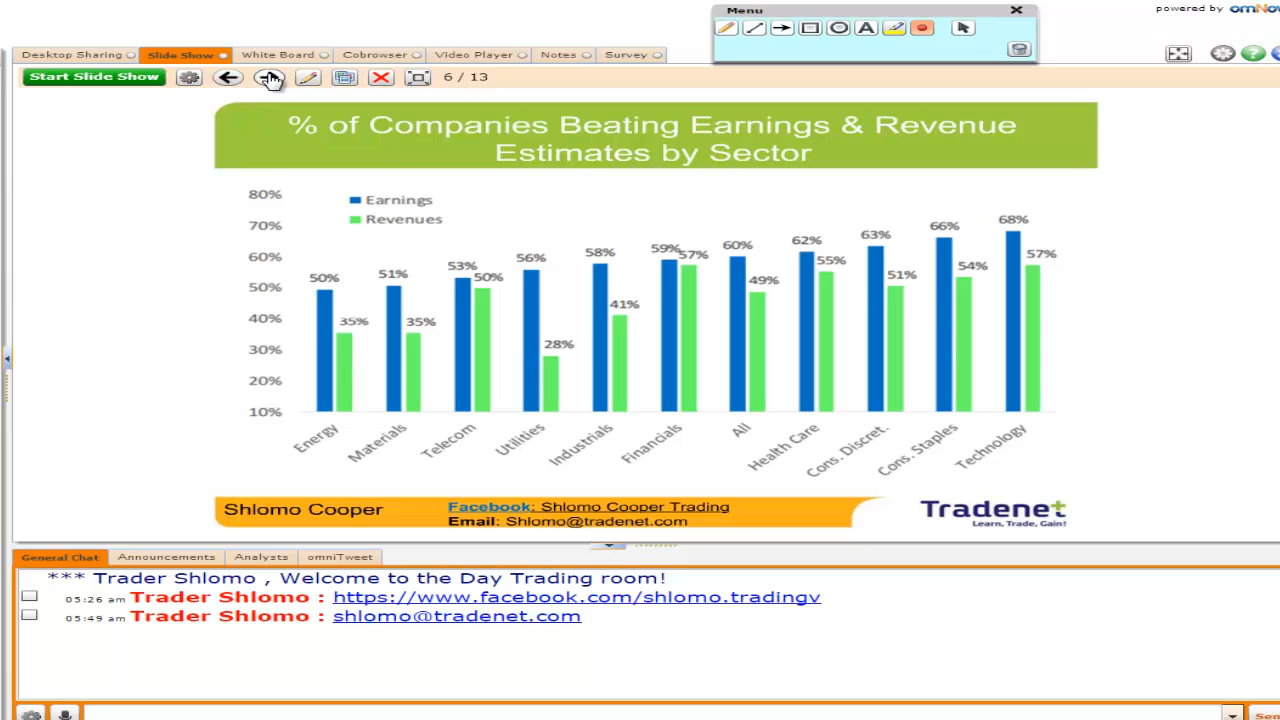 Menu
powered by
A
Desktop Sharing
Slide Show
White Board
Cobrowser
Video Player
Notes
Survey
Start Slide Show
6 / 13
% of Companies Beating Earnings & Revenue
Estimates by Sector
Earnings
Revenues
80%
70%
60%
50%
40%
30%
20%
10%
50%
35%
51%
35%
53%
50%
56%
28%
58%
41%
59%
57%
60%
49%
62%
55%
63%
51%
66%
54%
68%
57%
Energy
Materials
Telecom
Utilities
Industrials
Financials
All
Health Care
Cons. Discret.
Cons. Staples
Technology
Shlomo Cooper
Facebook: Shlomo Cooper Trading
Email: Shlomo@tradenet.com
Tradenet
Learn, Trade, Gain!
General Chat
Announcements
Analysts
omniTweet
*** Trader Shlomo , Welcome to the Day Trading room!
05:26 am Trader Shlomo : https://www.facebook.com/shlomo.tradingv
05:49 am Trader Shlomo : shlomo@tradenet.com